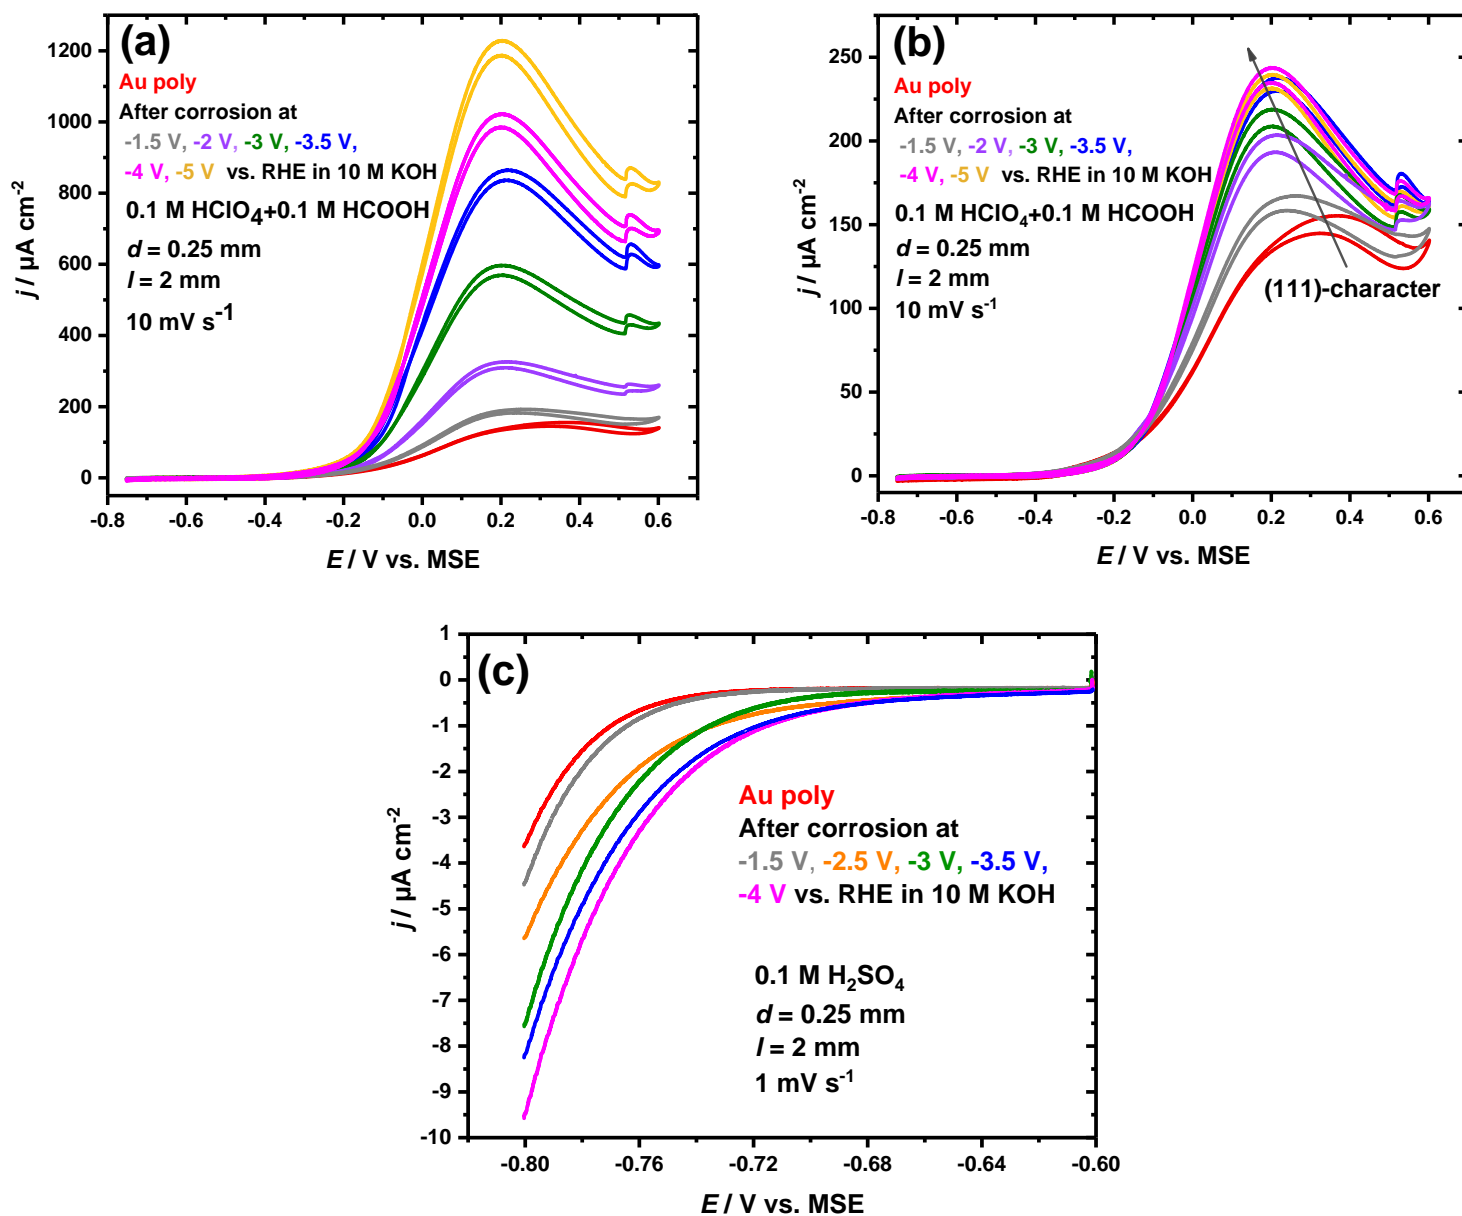 (a)
Au poly
After corrosion at
-1.5 V, -2 V, -3 V, -3.5 V,
-4 V, -5 V vs. RHE in 10 M KOH
0.1 M HClO4+0.1 M HCOOH
d = 0.25 mm
l = 2 mm
10 mV s-1
1200
1000
800
600
400
200
0
j / µA cm-2
-0.8 -0.6 -0.4 -0.2 0.0 0.2 0.4 0.6
E / V vs. MSE
(b)
Au poly
After corrosion at
-1.5 V, -2 V, -3 V, -3.5 V,
-4 V, -5 V vs. RHE in 10 M KOH
0.1 M HClO4+0.1 M HCOOH
d = 0.25 mm
l = 2 mm
10 mV s-1
(111)-character
250
200
150
100
50
0
j / µA cm-2
-0.8 -0.6 -0.4 -0.2 0.0 0.2 0.4 0.6
E / V vs. MSE
(c)
Au poly
After corrosion at
-1.5 V, -2.5 V, -3 V, -3.5 V,
-4 V vs. RHE in 10 M KOH
0.1 M H2SO4
d = 0.25 mm
l = 2 mm
1 mV s-1
1
0
-1
-2
-3
-4
-5
-6
-7
-8
-9
-10
j / µA cm-2
-0.80 -0.76 -0.72 -0.68 -0.64 -0.60
E / V vs. MSE